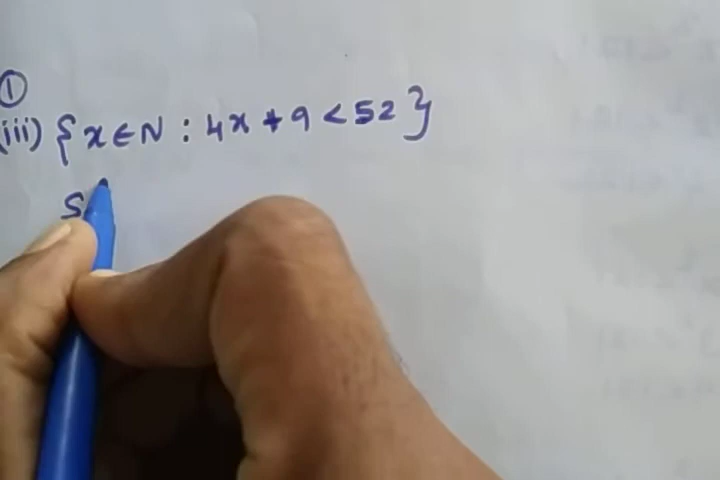 ①
(iii) {x∈N : 4x + 9 < 52}
S